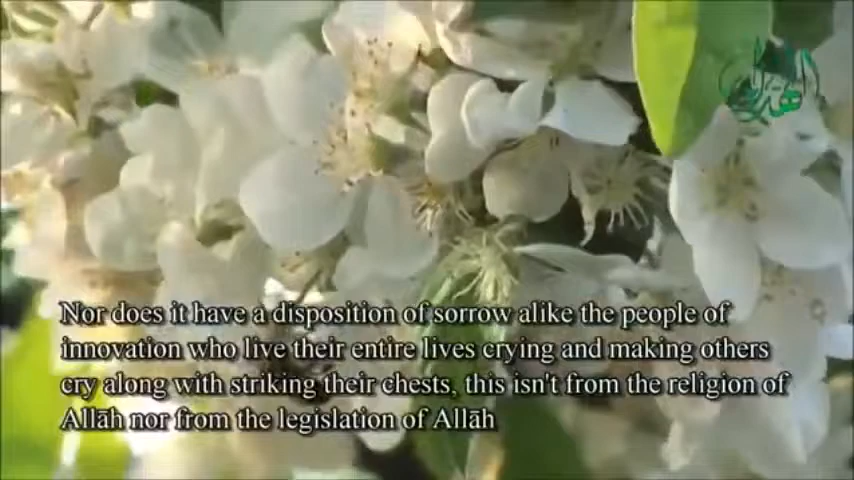 Nor does it have a disposition of sorrow alike the people of
innovation who live their entire lives crying and making others
cry along with striking their chests, this isn't from the religion of
Allāh nor from the legislation of Allāh